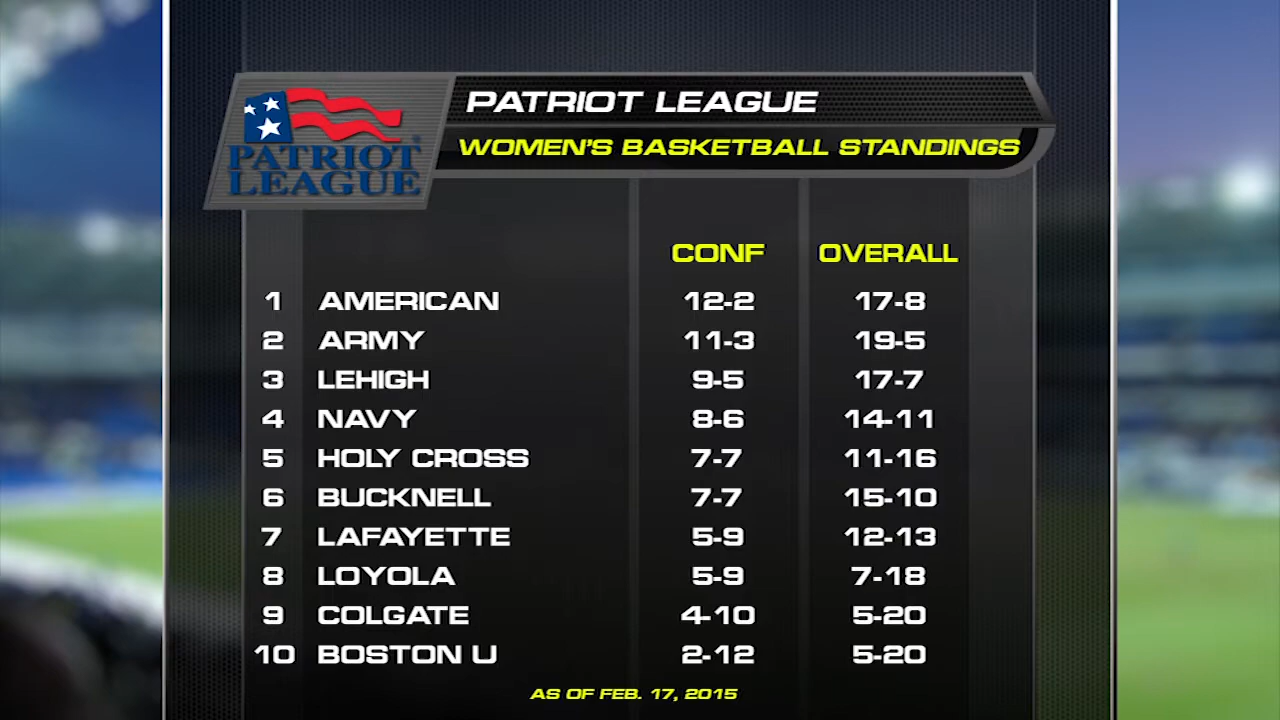 PATRIOT LEAGUE
WOMEN'S BASKETBALL STANDINGS
PATRIOT
LEAGUE
CONF OVERALL
1 AMERICAN 12-2 17-8
2 ARMY 11-3 19-5
3 LEHIGH 9-5 17-7
4 NAVY 8-6 14-11
5 HOLY CROSS 7-7 11-16
6 BUCKNELL 7-7 15-10
7 LAFAYETTE 5-9 12-13
8 LOYOLA 5-9 7-18
9 COLGATE 4-10 5-20
10 BOSTON U 2-12 5-20
AS OF FEB. 17, 2015